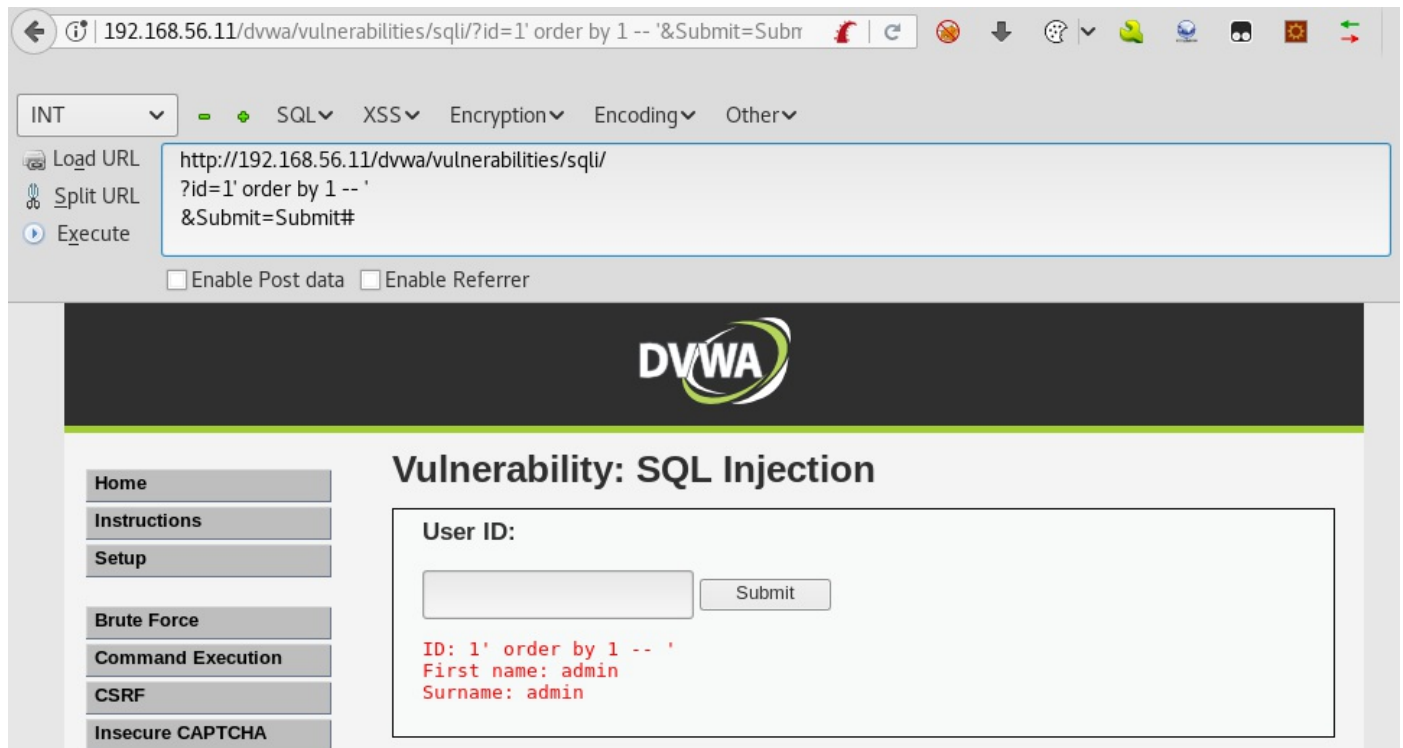 192.168.56.11/dvwa/vulnerabilities/sqli/?id=1' order by 1 -- '&Submit=Subm
INT SQL XSS Encryption Encoding Other
Load URL
Split URL
Execute
http://192.168.56.11/dvwa/vulnerabilities/sqli/
?id=1' order by 1 -- '
&Submit=Submit#
Enable Post data Enable Referrer
DVWA
Home
Instructions
Setup
Brute Force
Command Execution
CSRF
Insecure CAPTCHA
Vulnerability: SQL Injection
User ID:
Submit
ID: 1' order by 1 -- '
First name: admin
Surname: admin